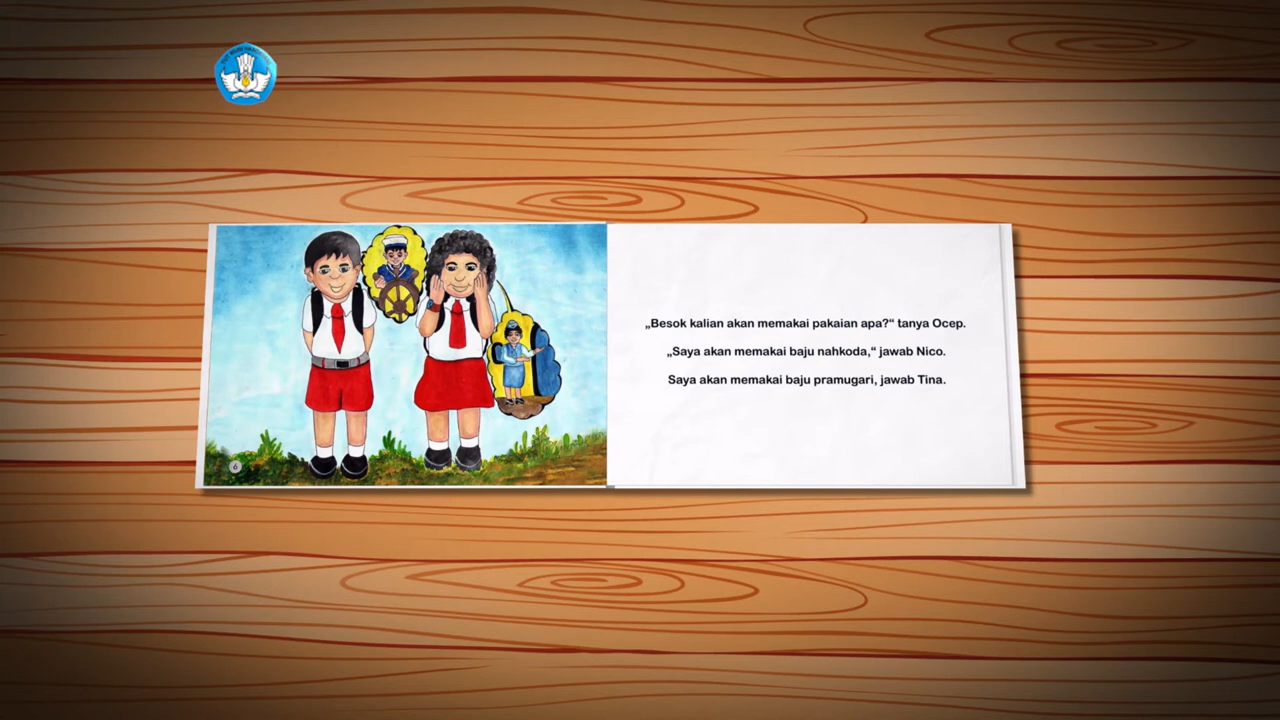 „Besok kalian akan memakai pakaian apa?“ tanya Ocep.
„Saya akan memakai baju nahkoda,“ jawab Nico.
Saya akan memakai baju pramugari, jawab Tina.
6